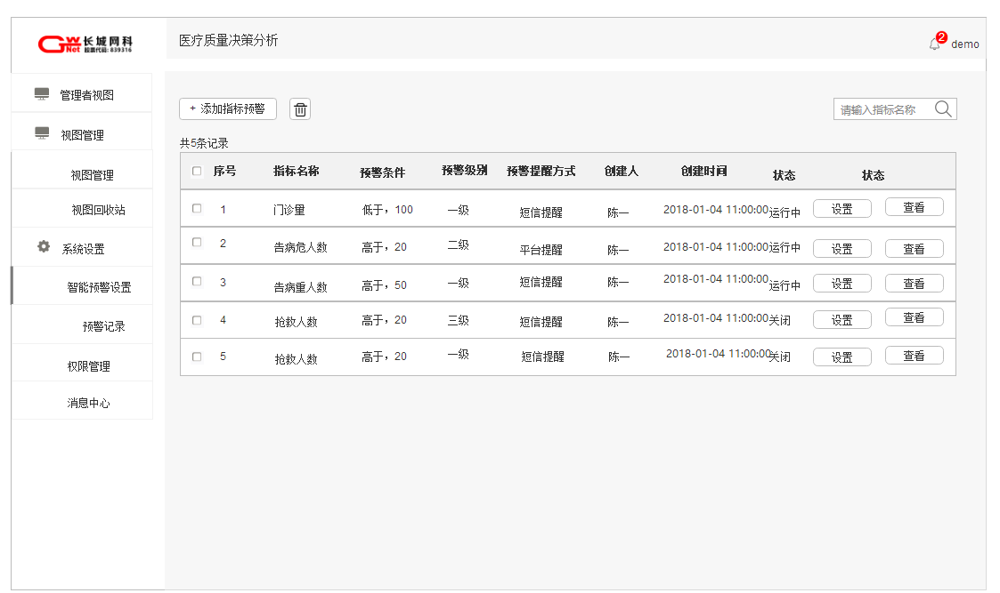 长城网科
GW Net 股票代码: 839316
医疗质量决策分析
2
demo
管理者视图
视图管理
视图管理
视图回收站
系统设置
智能预警设置
预警记录
权限管理
消息中心
+ 添加指标预警
请输入指标名称
共5条记录
序号 指标名称 预警条件 预警级别 预警提醒方式 创建人 创建时间 状态 状态
1 门诊量 低于，100 一级 短信提醒 陈一 2018-01-04 11:00:00 运行中 设置 查看
2 告病危人数 高于，20 二级 平台提醒 陈一 2018-01-04 11:00:00 运行中 设置 查看
3 告病重人数 高于，50 一级 短信提醒 陈一 2018-01-04 11:00:00 运行中 设置 查看
4 抢救人数 高于，20 三级 短信提醒 陈一 2018-01-04 11:00:00 关闭 设置 查看
5 抢救人数 高于，20 一级 短信提醒 陈一 2018-01-04 11:00:00 关闭 设置 查看